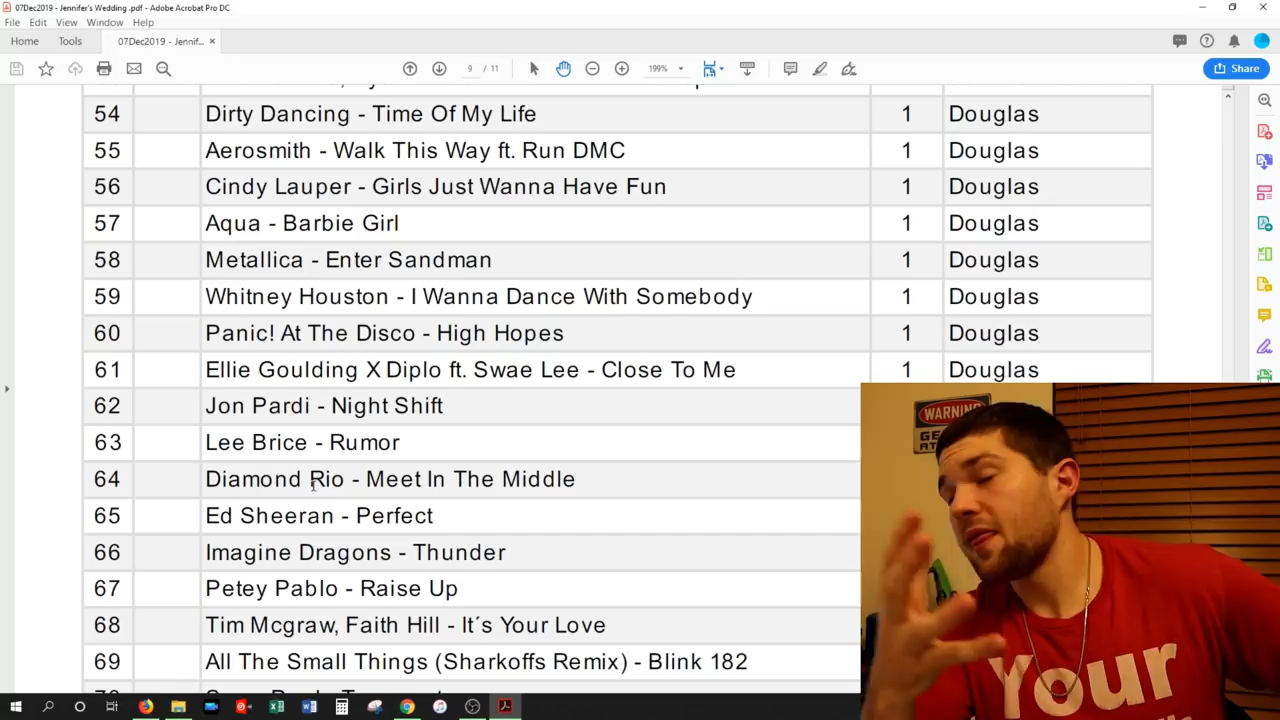 07Dec2019 - Jennifer's Wedding .pdf - Adobe Acrobat Pro DC
File Edit View Window Help
Home Tools 07Dec2019 - Jennif... ×
9 / 11 199% Share
54 Dirty Dancing - Time Of My Life 1 Douglas
55 Aerosmith - Walk This Way ft. Run DMC 1 Douglas
56 Cindy Lauper - Girls Just Wanna Have Fun 1 Douglas
57 Aqua - Barbie Girl 1 Douglas
58 Metallica - Enter Sandman 1 Douglas
59 Whitney Houston - I Wanna Dance With Somebody 1 Douglas
60 Panic! At The Disco - High Hopes 1 Douglas
61 Ellie Goulding X Diplo ft. Swae Lee - Close To Me 1 Douglas
62 Jon Pardi - Night Shift
63 Lee Brice - Rumor
64 Diamond Rio - Meet In The Middle
65 Ed Sheeran - Perfect
66 Imagine Dragons - Thunder
67 Petey Pablo - Raise Up
68 Tim Mcgraw, Faith Hill - It´s Your Love
69 All The Small Things (Sharkoffs Remix) - Blink 182
WARNING
Your